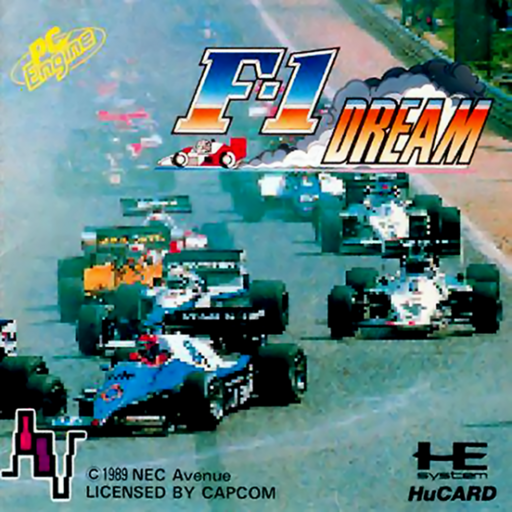 PC
Engine
F·1
DREAM
© 1989 NEC Avenue
LICENSED BY CAPCOM
HE
system
HuCARD